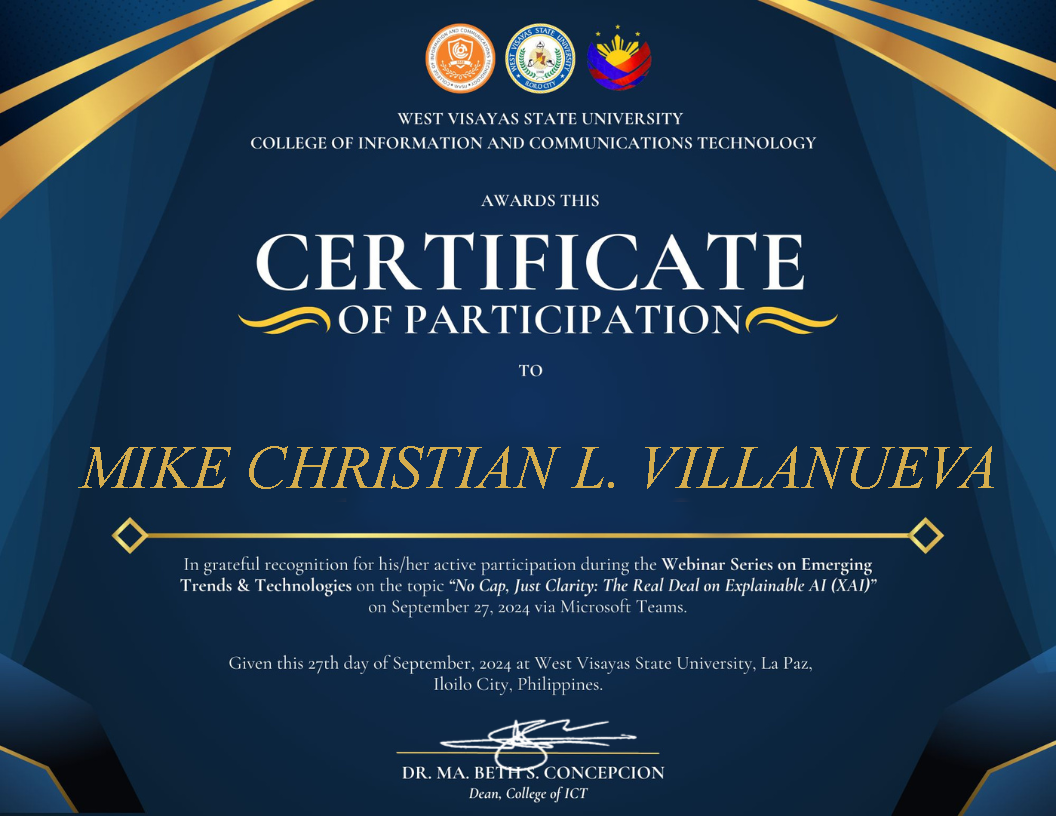 WEST VISAYAS STATE UNIVERSITY
ILOILO CITY
WEST VISAYAS STATE UNIVERSITY
COLLEGE OF INFORMATION AND COMMUNICATIONS TECHNOLOGY
AWARDS THIS
CERTIFICATE
OF PARTICIPATION
TO
MIKE CHRISTIAN L. VILLANUEVA
In grateful recognition for his/her active participation during the Webinar Series on Emerging
Trends & Technologies on the topic “No Cap, Just Clarity: The Real Deal on Explainable AI (XAI)”
on September 27, 2024 via Microsoft Teams.
Given this 27th day of September, 2024 at West Visayas State University, La Paz,
Iloilo City, Philippines.
DR. MA. BETH S. CONCEPCION
Dean, College of ICT